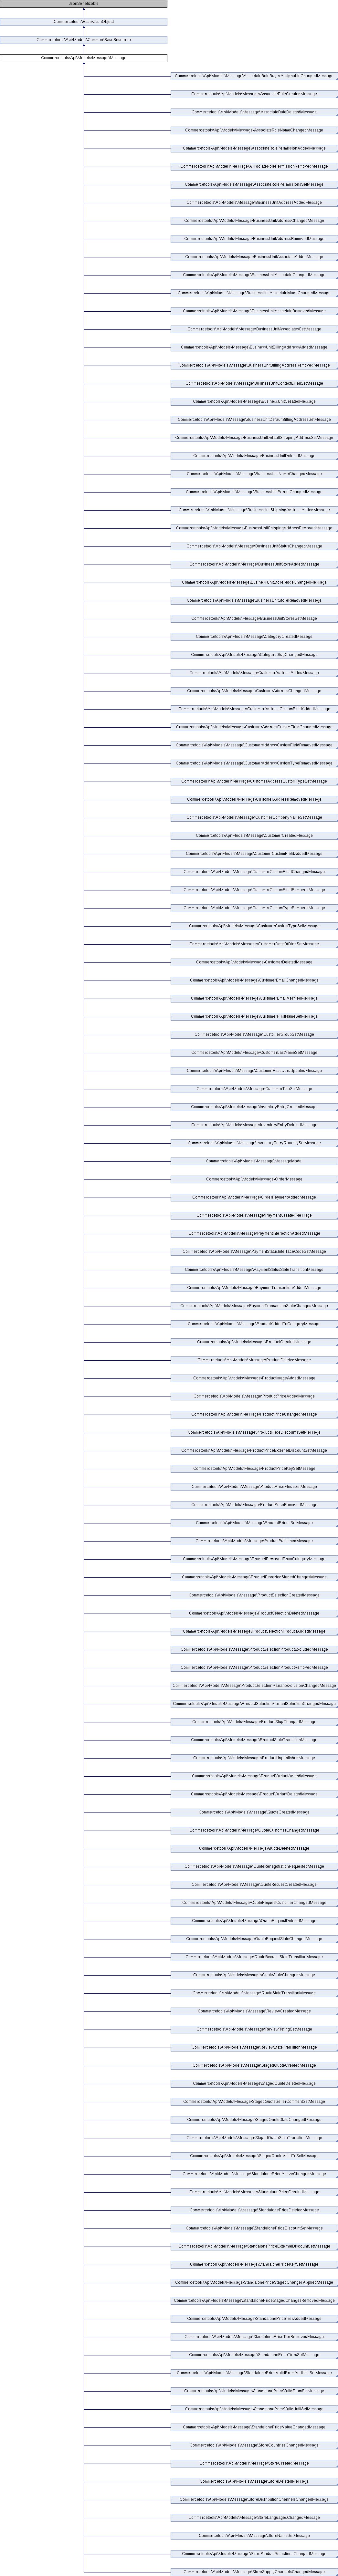 JsonSerializable
Commercetools\Base\JsonObject
Commercetools\Api\Models\Common\BaseResource
Commercetools\Api\Models\Message\Message
Commercetools\Api\Models\Message\AssociateRoleBuyerAssignableChangedMessage
Commercetools\Api\Models\Message\AssociateRoleCreatedMessage
Commercetools\Api\Models\Message\AssociateRoleDeletedMessage
Commercetools\Api\Models\Message\AssociateRoleNameChangedMessage
Commercetools\Api\Models\Message\AssociateRolePermissionAddedMessage
Commercetools\Api\Models\Message\AssociateRolePermissionRemovedMessage
Commercetools\Api\Models\Message\AssociateRolePermissionsSetMessage
Commercetools\Api\Models\Message\BusinessUnitAddressAddedMessage
Commercetools\Api\Models\Message\BusinessUnitAddressChangedMessage
Commercetools\Api\Models\Message\BusinessUnitAddressRemovedMessage
Commercetools\Api\Models\Message\BusinessUnitAssociateAddedMessage
Commercetools\Api\Models\Message\BusinessUnitAssociateChangedMessage
Commercetools\Api\Models\Message\BusinessUnitAssociateModeChangedMessage
Commercetools\Api\Models\Message\BusinessUnitAssociateRemovedMessage
Commercetools\Api\Models\Message\BusinessUnitAssociatesSetMessage
Commercetools\Api\Models\Message\BusinessUnitBillingAddressAddedMessage
Commercetools\Api\Models\Message\BusinessUnitBillingAddressRemovedMessage
Commercetools\Api\Models\Message\BusinessUnitContactEmailSetMessage
Commercetools\Api\Models\Message\BusinessUnitCreatedMessage
Commercetools\Api\Models\Message\BusinessUnitDefaultBillingAddressSetMessage
Commercetools\Api\Models\Message\BusinessUnitDefaultShippingAddressSetMessage
Commercetools\Api\Models\Message\BusinessUnitDeletedMessage
Commercetools\Api\Models\Message\BusinessUnitNameChangedMessage
Commercetools\Api\Models\Message\BusinessUnitParentChangedMessage
Commercetools\Api\Models\Message\BusinessUnitShippingAddressAddedMessage
Commercetools\Api\Models\Message\BusinessUnitShippingAddressRemovedMessage
Commercetools\Api\Models\Message\BusinessUnitStatusChangedMessage
Commercetools\Api\Models\Message\BusinessUnitStoreAddedMessage
Commercetools\Api\Models\Message\BusinessUnitStoreModeChangedMessage
Commercetools\Api\Models\Message\BusinessUnitStoreRemovedMessage
Commercetools\Api\Models\Message\BusinessUnitStoresSetMessage
Commercetools\Api\Models\Message\CategoryCreatedMessage
Commercetools\Api\Models\Message\CategorySlugChangedMessage
Commercetools\Api\Models\Message\CustomerAddressAddedMessage
Commercetools\Api\Models\Message\CustomerAddressChangedMessage
Commercetools\Api\Models\Message\CustomerAddressCustomFieldAddedMessage
Commercetools\Api\Models\Message\CustomerAddressCustomFieldChangedMessage
Commercetools\Api\Models\Message\CustomerAddressCustomFieldRemovedMessage
Commercetools\Api\Models\Message\CustomerAddressCustomTypeRemovedMessage
Commercetools\Api\Models\Message\CustomerAddressCustomTypeSetMessage
Commercetools\Api\Models\Message\CustomerAddressRemovedMessage
Commercetools\Api\Models\Message\CustomerCompanyNameSetMessage
Commercetools\Api\Models\Message\CustomerCreatedMessage
Commercetools\Api\Models\Message\CustomerCustomFieldAddedMessage
Commercetools\Api\Models\Message\CustomerCustomFieldChangedMessage
Commercetools\Api\Models\Message\CustomerCustomFieldRemovedMessage
Commercetools\Api\Models\Message\CustomerCustomTypeRemovedMessage
Commercetools\Api\Models\Message\CustomerCustomTypeSetMessage
Commercetools\Api\Models\Message\CustomerDateOfBirthSetMessage
Commercetools\Api\Models\Message\CustomerDeletedMessage
Commercetools\Api\Models\Message\CustomerEmailChangedMessage
Commercetools\Api\Models\Message\CustomerEmailVerifiedMessage
Commercetools\Api\Models\Message\CustomerFirstNameSetMessage
Commercetools\Api\Models\Message\CustomerGroupSetMessage
Commercetools\Api\Models\Message\CustomerLastNameSetMessage
Commercetools\Api\Models\Message\CustomerPasswordUpdatedMessage
Commercetools\Api\Models\Message\CustomerTitleSetMessage
Commercetools\Api\Models\Message\InventoryEntryCreatedMessage
Commercetools\Api\Models\Message\InventoryEntryDeletedMessage
Commercetools\Api\Models\Message\InventoryEntryQuantitySetMessage
Commercetools\Api\Models\Message\MessageModel
Commercetools\Api\Models\Message\OrderMessage
Commercetools\Api\Models\Message\OrderPaymentAddedMessage
Commercetools\Api\Models\Message\PaymentCreatedMessage
Commercetools\Api\Models\Message\PaymentInteractionAddedMessage
Commercetools\Api\Models\Message\PaymentStatusInterfaceCodeSetMessage
Commercetools\Api\Models\Message\PaymentStatusStateTransitionMessage
Commercetools\Api\Models\Message\PaymentTransactionAddedMessage
Commercetools\Api\Models\Message\PaymentTransactionStateChangedMessage
Commercetools\Api\Models\Message\ProductAddedToCategoryMessage
Commercetools\Api\Models\Message\ProductCreatedMessage
Commercetools\Api\Models\Message\ProductDeletedMessage
Commercetools\Api\Models\Message\ProductImageAddedMessage
Commercetools\Api\Models\Message\ProductPriceAddedMessage
Commercetools\Api\Models\Message\ProductPriceChangedMessage
Commercetools\Api\Models\Message\ProductPriceDiscountsSetMessage
Commercetools\Api\Models\Message\ProductPriceExternalDiscountSetMessage
Commercetools\Api\Models\Message\ProductPriceKeySetMessage
Commercetools\Api\Models\Message\ProductPriceModeSetMessage
Commercetools\Api\Models\Message\ProductPriceRemovedMessage
Commercetools\Api\Models\Message\ProductPricesSetMessage
Commercetools\Api\Models\Message\ProductPublishedMessage
Commercetools\Api\Models\Message\ProductRemovedFromCategoryMessage
Commercetools\Api\Models\Message\ProductRevertedStagedChangesMessage
Commercetools\Api\Models\Message\ProductSelectionCreatedMessage
Commercetools\Api\Models\Message\ProductSelectionDeletedMessage
Commercetools\Api\Models\Message\ProductSelectionProductAddedMessage
Commercetools\Api\Models\Message\ProductSelectionProductExcludedMessage
Commercetools\Api\Models\Message\ProductSelectionProductRemovedMessage
Commercetools\Api\Models\Message\ProductSelectionVariantExclusionChangedMessage
Commercetools\Api\Models\Message\ProductSelectionVariantSelectionChangedMessage
Commercetools\Api\Models\Message\ProductSlugChangedMessage
Commercetools\Api\Models\Message\ProductStateTransitionMessage
Commercetools\Api\Models\Message\ProductUnpublishedMessage
Commercetools\Api\Models\Message\ProductVariantAddedMessage
Commercetools\Api\Models\Message\ProductVariantDeletedMessage
Commercetools\Api\Models\Message\QuoteCreatedMessage
Commercetools\Api\Models\Message\QuoteCustomerChangedMessage
Commercetools\Api\Models\Message\QuoteDeletedMessage
Commercetools\Api\Models\Message\QuoteRenegotiationRequestedMessage
Commercetools\Api\Models\Message\QuoteRequestCreatedMessage
Commercetools\Api\Models\Message\QuoteRequestCustomerChangedMessage
Commercetools\Api\Models\Message\QuoteRequestDeletedMessage
Commercetools\Api\Models\Message\QuoteRequestStateChangedMessage
Commercetools\Api\Models\Message\QuoteRequestStateTransitionMessage
Commercetools\Api\Models\Message\QuoteStateChangedMessage
Commercetools\Api\Models\Message\QuoteStateTransitionMessage
Commercetools\Api\Models\Message\ReviewCreatedMessage
Commercetools\Api\Models\Message\ReviewRatingSetMessage
Commercetools\Api\Models\Message\ReviewStateTransitionMessage
Commercetools\Api\Models\Message\StagedQuoteCreatedMessage
Commercetools\Api\Models\Message\StagedQuoteDeletedMessage
Commercetools\Api\Models\Message\StagedQuoteSellerCommentSetMessage
Commercetools\Api\Models\Message\StagedQuoteStateChangedMessage
Commercetools\Api\Models\Message\StagedQuoteStateTransitionMessage
Commercetools\Api\Models\Message\StagedQuoteValidToSetMessage
Commercetools\Api\Models\Message\StandalonePriceActiveChangedMessage
Commercetools\Api\Models\Message\StandalonePriceCreatedMessage
Commercetools\Api\Models\Message\StandalonePriceDeletedMessage
Commercetools\Api\Models\Message\StandalonePriceDiscountSetMessage
Commercetools\Api\Models\Message\StandalonePriceExternalDiscountSetMessage
Commercetools\Api\Models\Message\StandalonePriceKeySetMessage
Commercetools\Api\Models\Message\StandalonePriceStagedChangesAppliedMessage
Commercetools\Api\Models\Message\StandalonePriceStagedChangesRemovedMessage
Commercetools\Api\Models\Message\StandalonePriceTierAddedMessage
Commercetools\Api\Models\Message\StandalonePriceTierRemovedMessage
Commercetools\Api\Models\Message\StandalonePriceTiersSetMessage
Commercetools\Api\Models\Message\StandalonePriceValidFromAndUntilSetMessage
Commercetools\Api\Models\Message\StandalonePriceValidFromSetMessage
Commercetools\Api\Models\Message\StandalonePriceValidUntilSetMessage
Commercetools\Api\Models\Message\StandalonePriceValueChangedMessage
Commercetools\Api\Models\Message\StoreCountriesChangedMessage
Commercetools\Api\Models\Message\StoreCreatedMessage
Commercetools\Api\Models\Message\StoreDeletedMessage
Commercetools\Api\Models\Message\StoreDistributionChannelsChangedMessage
Commercetools\Api\Models\Message\StoreLanguagesChangedMessage
Commercetools\Api\Models\Message\StoreNameSetMessage
Commercetools\Api\Models\Message\StoreProductSelectionsChangedMessage
Commercetools\Api\Models\Message\StoreSupplyChannelsChangedMessage